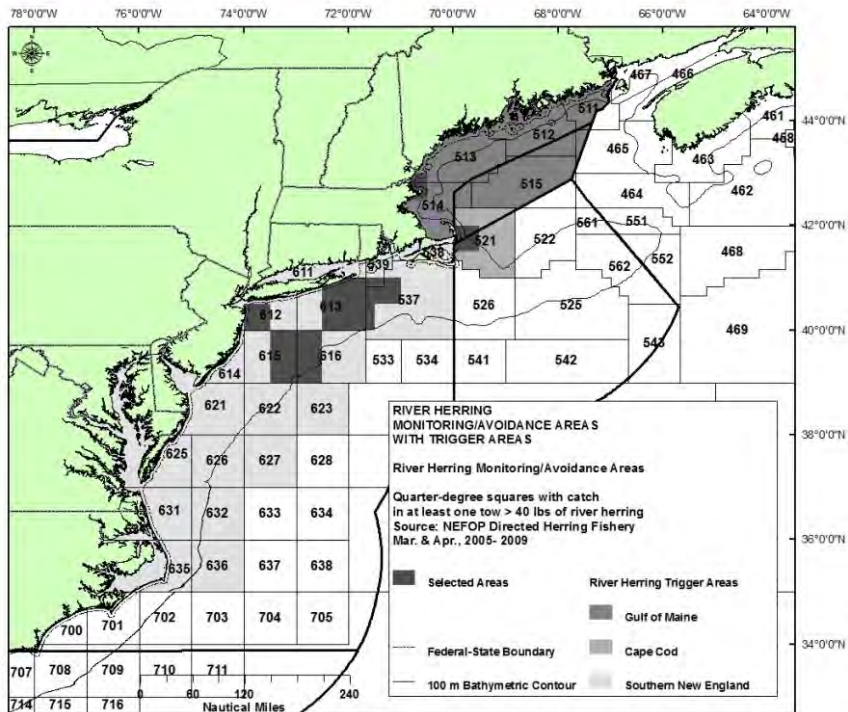 78°0'0"W 76°0'0"W 74°0'0"W 72°0'0"W 70°0'0"W 68°0'0"W 66°0'0"W 64°0'0"W
467 466
511
461
44°0'0"N
512
458
465
513
463
515
464
462
514
42°0'0"N
551
561
521
522
538
552
468
539
611
562
537
613
526
525
612
40°0'0"N
469
543
615
616
533 534 541 542
614
621 622 623
RIVER HERRING
MONITORING/AVOIDANCE AREAS
WITH TRIGGER AREAS
38°0'0"N
625
626 627 628
River Herring Monitoring/Avoidance Areas
Quarter-degree squares with catch
in at least one tow > 40 lbs of river herring
Source: NEFOP Directed Herring Fishery
Mar. & Apr., 2005- 2009
631 632 633 634
36°0'0"N
635 636 637 638
Selected Areas
River Herring Trigger Areas
Gulf of Maine
700 701 702 703 704 705
Federal-State Boundary
Cape Cod
34°0'0"N
707 708 709 710 711
100 m Bathymetric Contour
Southern New England
0 60 120 240
Nautical Miles
714 715 716